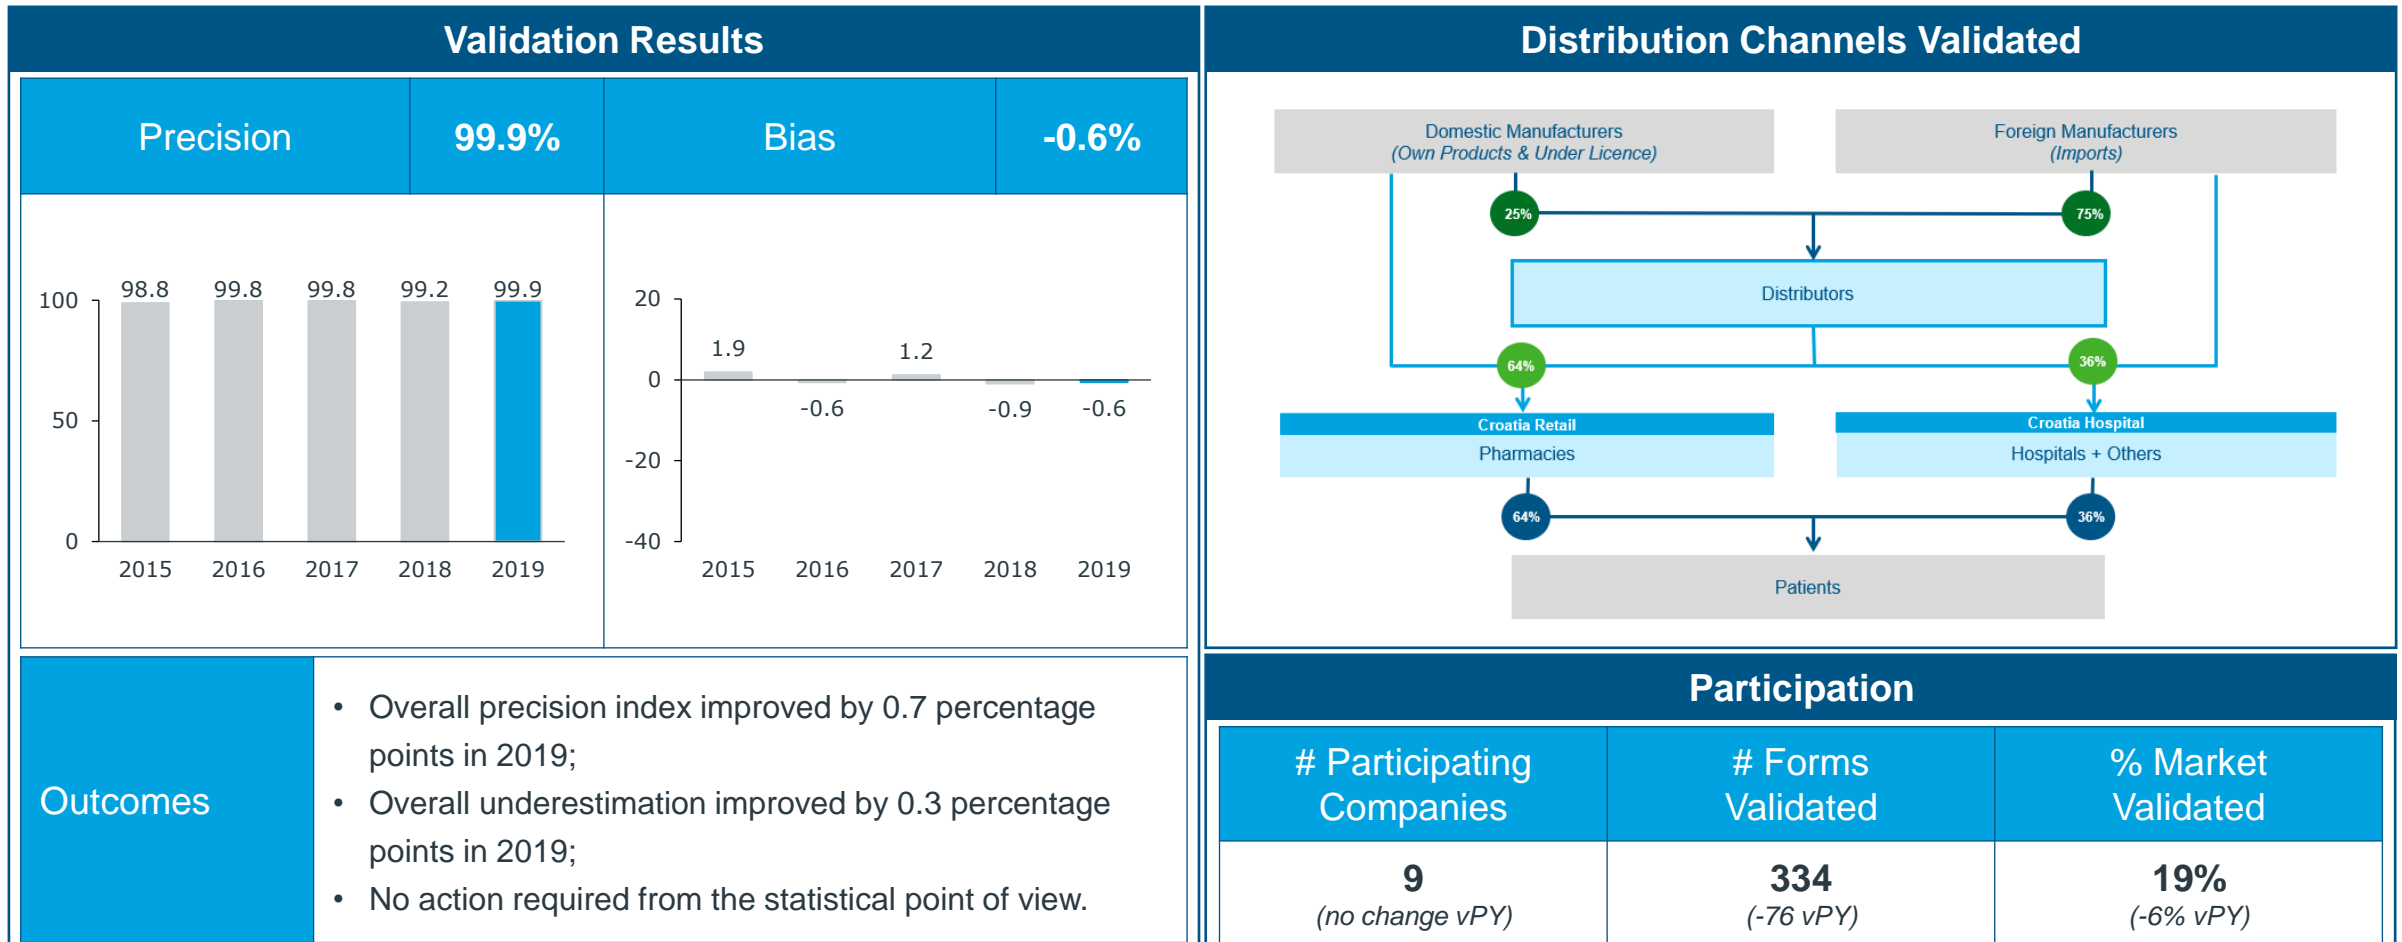 Validation Results
Precision
99.9%
Bias
-0.6%
100
50
0
98.8
99.8
99.8
99.2
99.9
2015
2016
2017
2018
2019
20
0
-20
-40
1.9
-0.6
1.2
-0.9
-0.6
2015
2016
2017
2018
2019
Outcomes
• Overall precision index improved by 0.7 percentage
points in 2019;
• Overall underestimation improved by 0.3 percentage
points in 2019;
• No action required from the statistical point of view.
Distribution Channels Validated
Domestic Manufacturers
(Own Products & Under Licence)
Foreign Manufacturers
(Imports)
25%
75%
Distributors
64%
36%
Croatia Retail
Pharmacies
Croatia Hospital
Hospitals + Others
64%
36%
Patients
Participation
# Participating
Companies
# Forms
Validated
% Market
Validated
9
(no change vPY)
334
(-76 vPY)
19%
(-6% vPY)